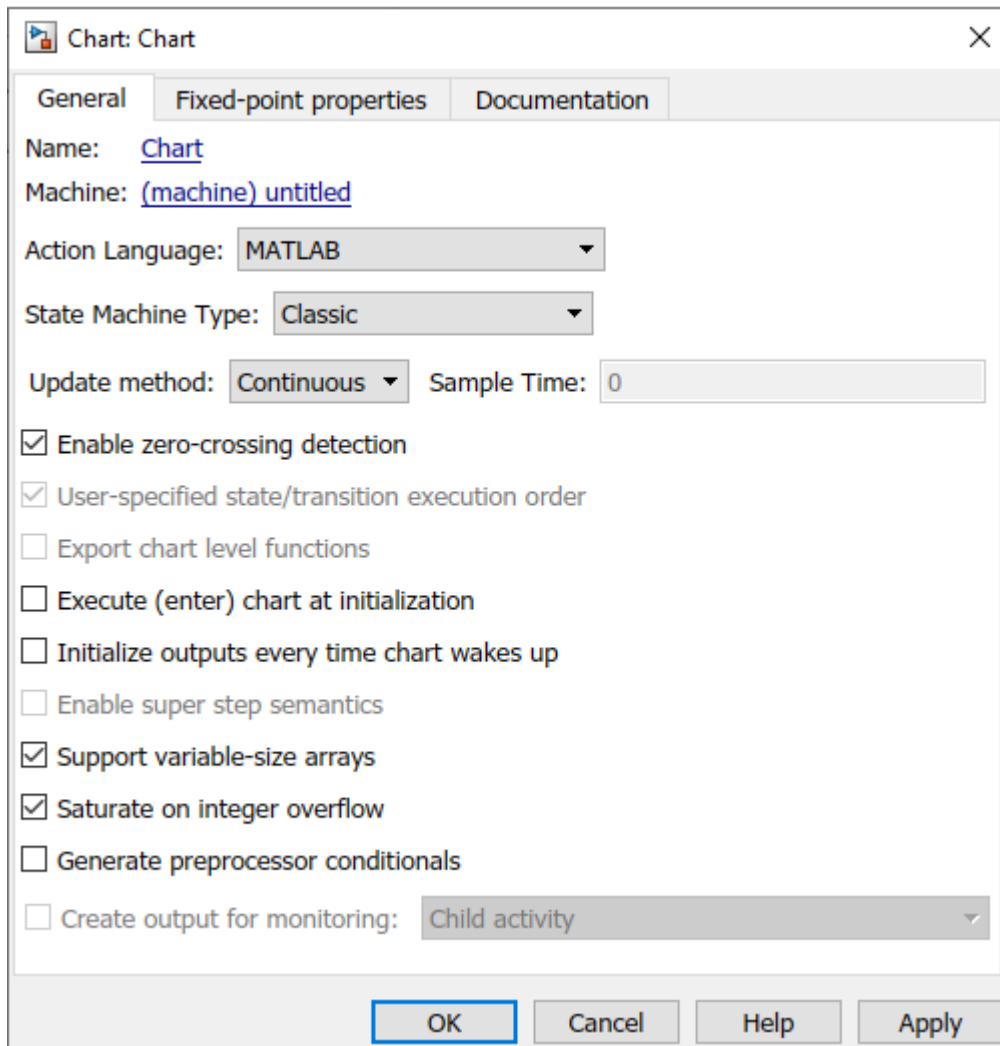 Chart: Chart
General Fixed-point properties Documentation
Name: Chart
Machine: (machine) untitled
Action Language: MATLAB
State Machine Type: Classic
Update method: Continuous Sample Time: 0
Enable zero-crossing detection
User-specified state/transition execution order
Export chart level functions
Execute (enter) chart at initialization
Initialize outputs every time chart wakes up
Enable super step semantics
Support variable-size arrays
Saturate on integer overflow
Generate preprocessor conditionals
Create output for monitoring: Child activity
OK Cancel Help Apply